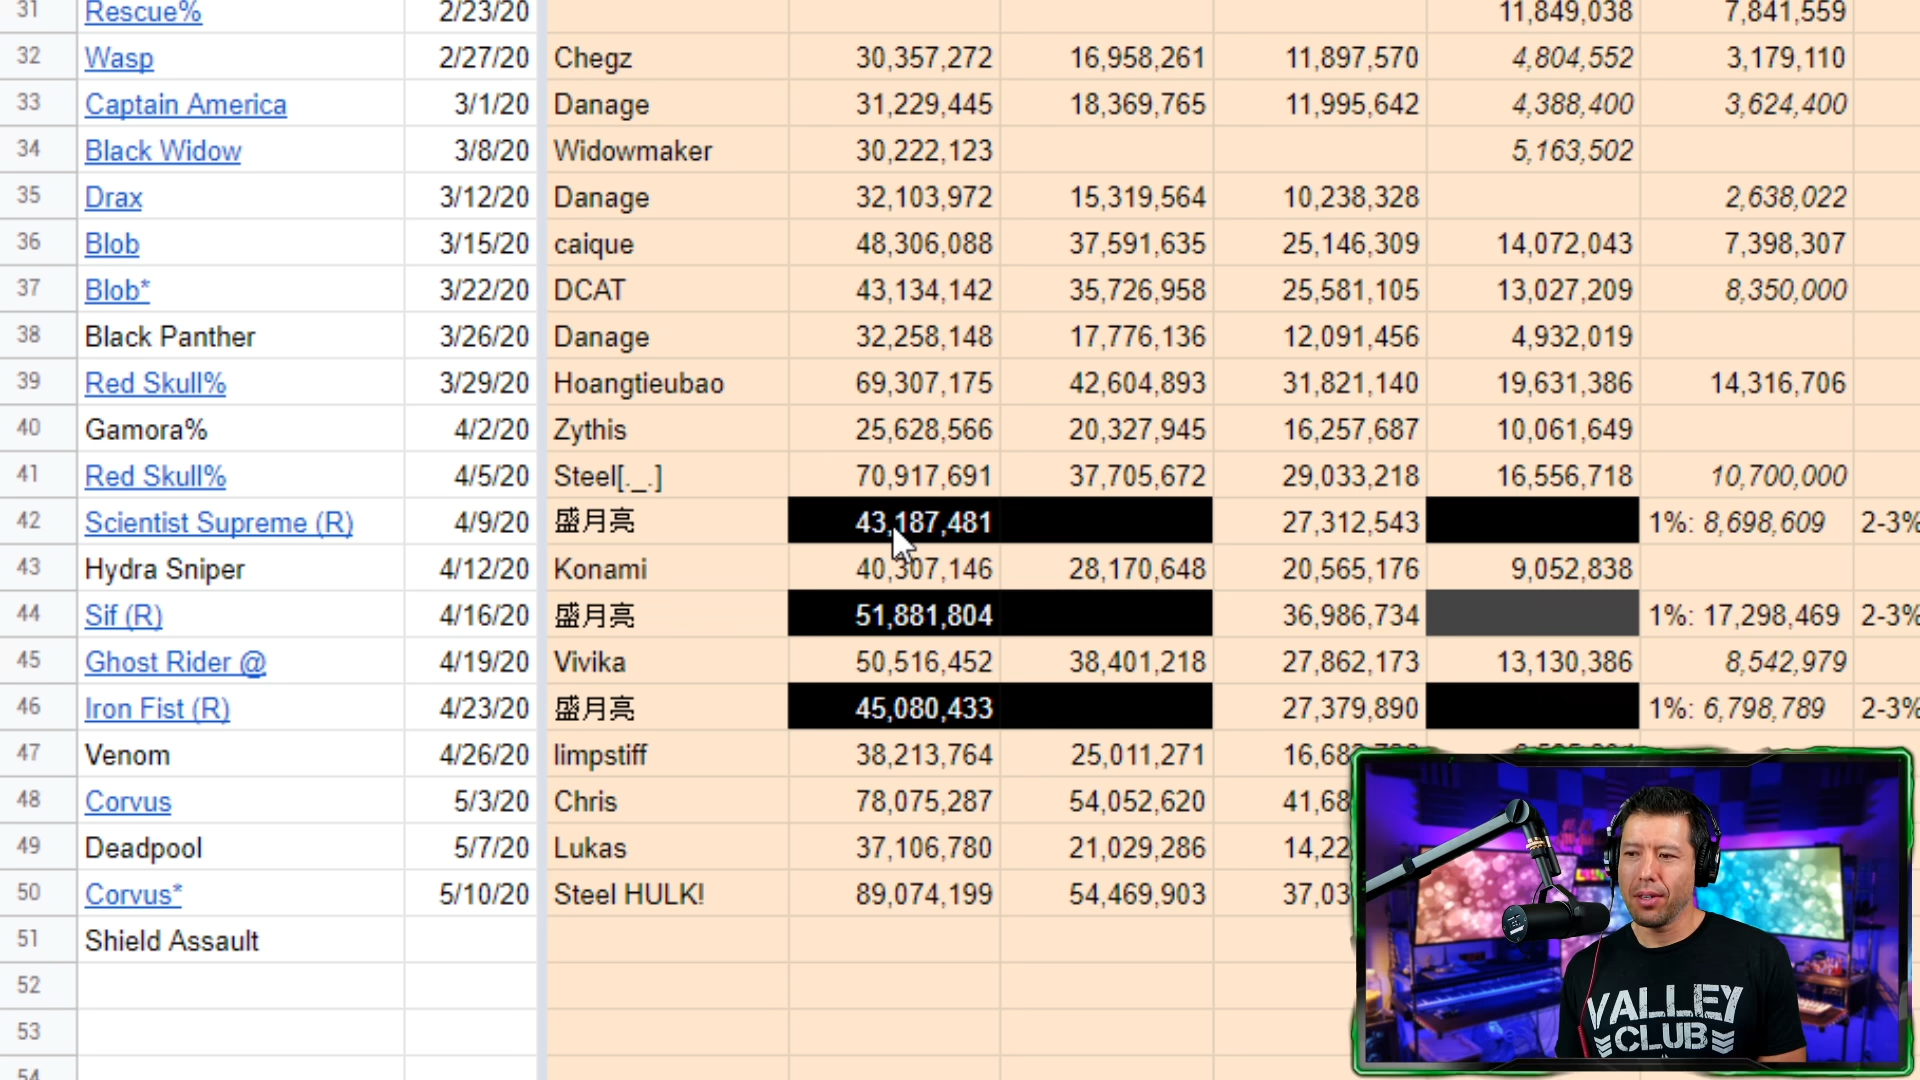 31 Rescue% 2/23/20 11,849,038 7,841,559
32 Wasp 2/27/20 Chegz 30,357,272 16,958,261 11,897,570 4,804,552 3,179,110
33 Captain America 3/1/20 Danage 31,229,445 18,369,765 11,995,642 4,388,400 3,624,400
34 Black Widow 3/8/20 Widowmaker 30,222,123 5,163,502
35 Drax 3/12/20 Danage 32,103,972 15,319,564 10,238,328 2,638,022
36 Blob 3/15/20 caique 48,306,088 37,591,635 25,146,309 14,072,043 7,398,307
37 Blob* 3/22/20 DCAT 43,134,142 35,726,958 25,581,105 13,027,209 8,350,000
38 Black Panther 3/26/20 Danage 32,258,148 17,776,136 12,091,456 4,932,019
39 Red Skull% 3/29/20 Hoangtieubao 69,307,175 42,604,893 31,821,140 19,631,386 14,316,706
40 Gamora% 4/2/20 Zythis 25,628,566 20,327,945 16,257,687 10,061,649
41 Red Skull% 4/5/20 Steel[._.] 70,917,691 37,705,672 29,033,218 16,556,718 10,700,000
42 Scientist Supreme (R) 4/9/20 盛月亮 43,187,481 27,312,543 1%: 8,698,609 2-3%
43 Hydra Sniper 4/12/20 Konami 40,307,146 28,170,648 20,565,176 9,052,838
44 Sif (R) 4/16/20 盛月亮 51,881,804 36,986,734 1%: 17,298,469 2-3%
45 Ghost Rider @ 4/19/20 Vivika 50,516,452 38,401,218 27,862,173 13,130,386 8,542,979
46 Iron Fist (R) 4/23/20 盛月亮 45,080,433 27,379,890 1%: 6,798,789 2-3%
47 Venom 4/26/20 limpstiff 38,213,764 25,011,271
48 Corvus 5/3/20 Chris 78,075,287 54,052,620 41,68
49 Deadpool 5/7/20 Lukas 37,106,780 21,029,286 14,22
50 Corvus* 5/10/20 Steel HULK! 89,074,199 54,469,903 37,03
51 Shield Assault
52
53
54
VALLEY
CLUB